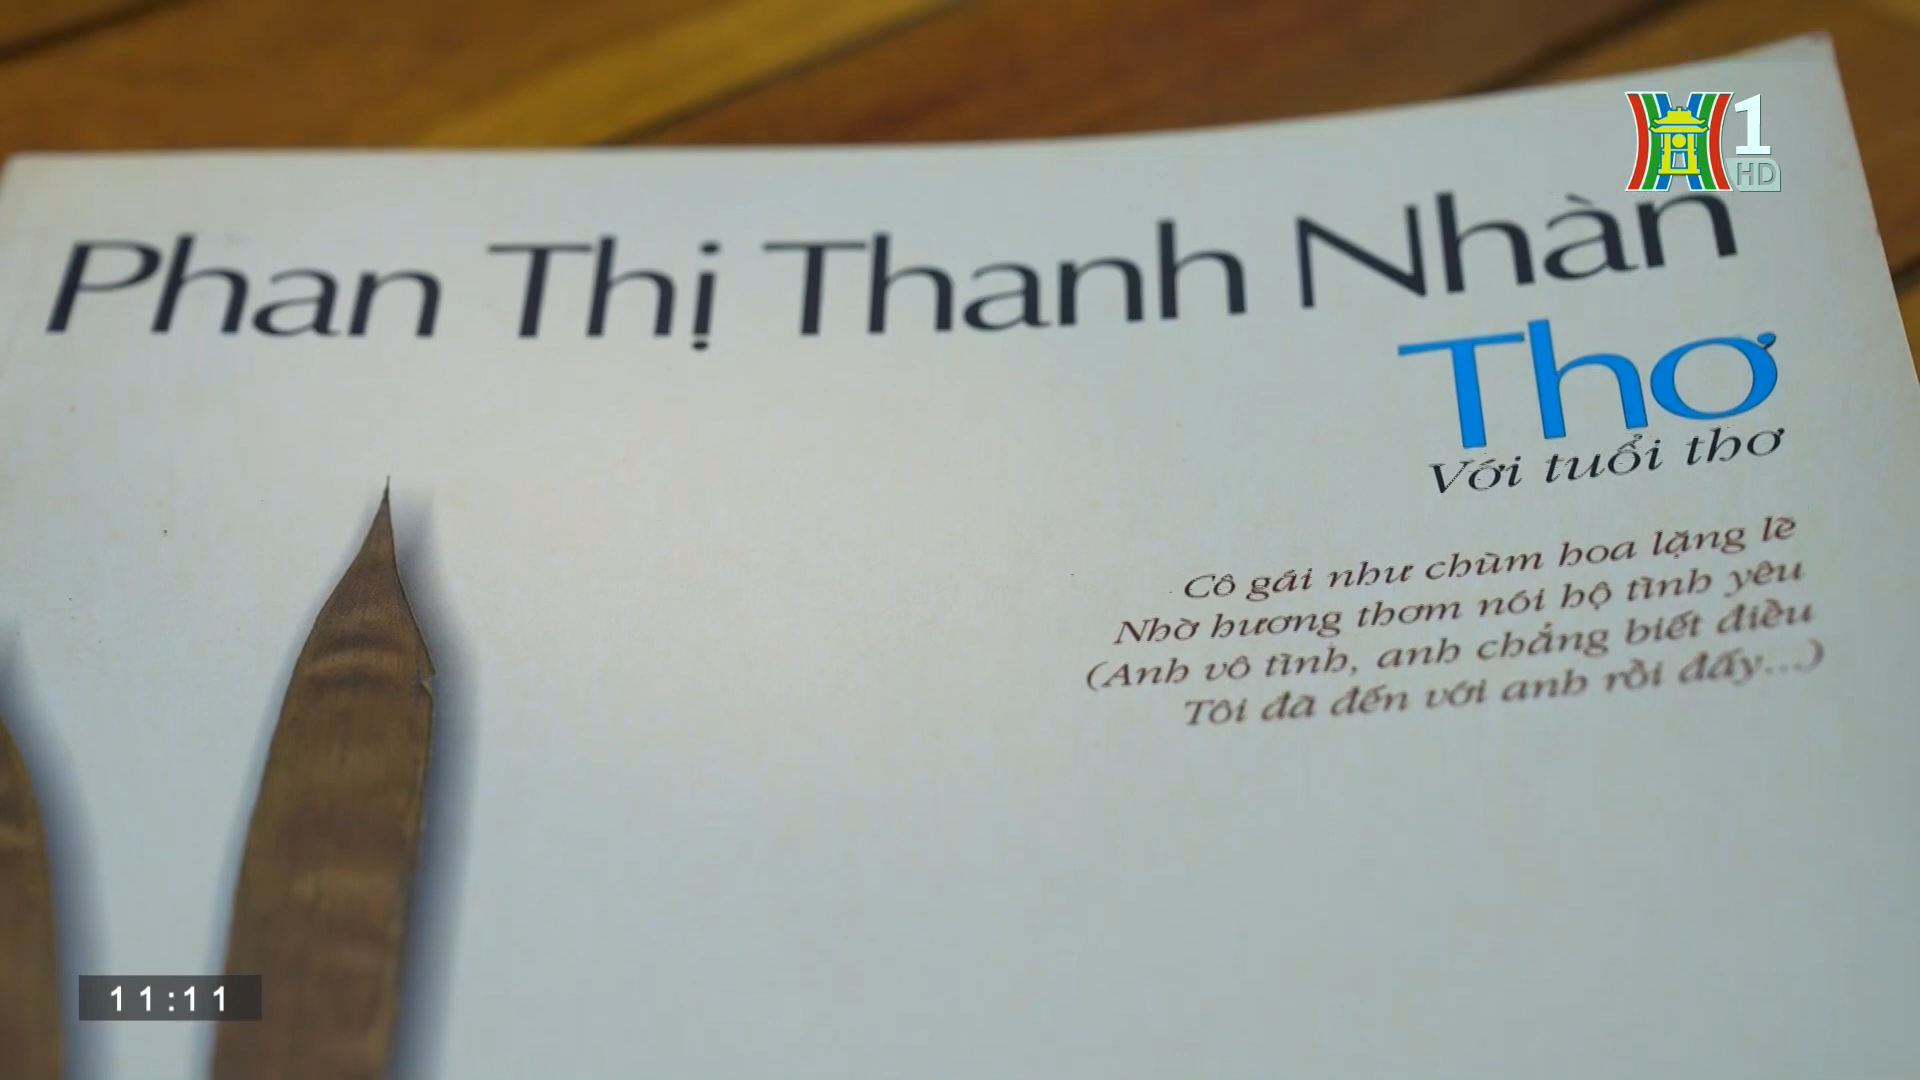 1
HD
Phan Thị Thanh Nhàn
Thơ
Với tuổi thơ
Cô gái như chùm hoa lặng lẽ
Nhờ hương thơm nói hộ tình yêu
(Anh vô tình, anh chẳng biết điều
Tôi đã đến với anh rồi đấy...)
11:11